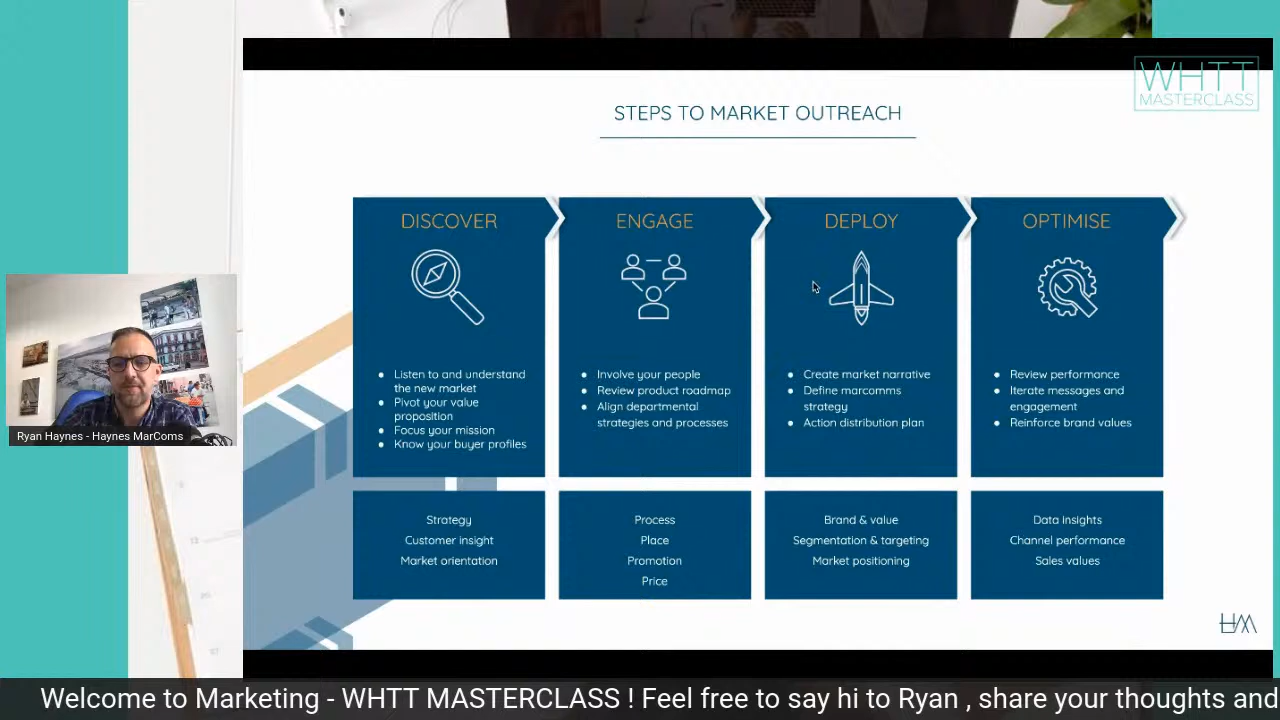 WHTT
MASTERCLASS
STEPS TO MARKET OUTREACH
DISCOVER
● Listen to and understand
the new market
● Pivot your value
proposition
● Focus your mission
● Know your buyer profiles
Strategy
Customer insight
Market orientation
ENGAGE
● Involve your people
● Review product roadmap
● Align departmental
strategies and processes
Process
Place
Promotion
Price
DEPLOY
● Create market narrative
● Define marcomms
strategy
● Action distribution plan
Brand & value
Segmentation & targeting
Market positioning
OPTIMISE
● Review performance
● Iterate messages and
engagement
● Reinforce brand values
Data insights
Channel performance
Sales values
HM
Ryan Haynes - Haynes MarComs
Welcome to Marketing - WHTT MASTERCLASS ! Feel free to say hi to Ryan , share your thoughts and